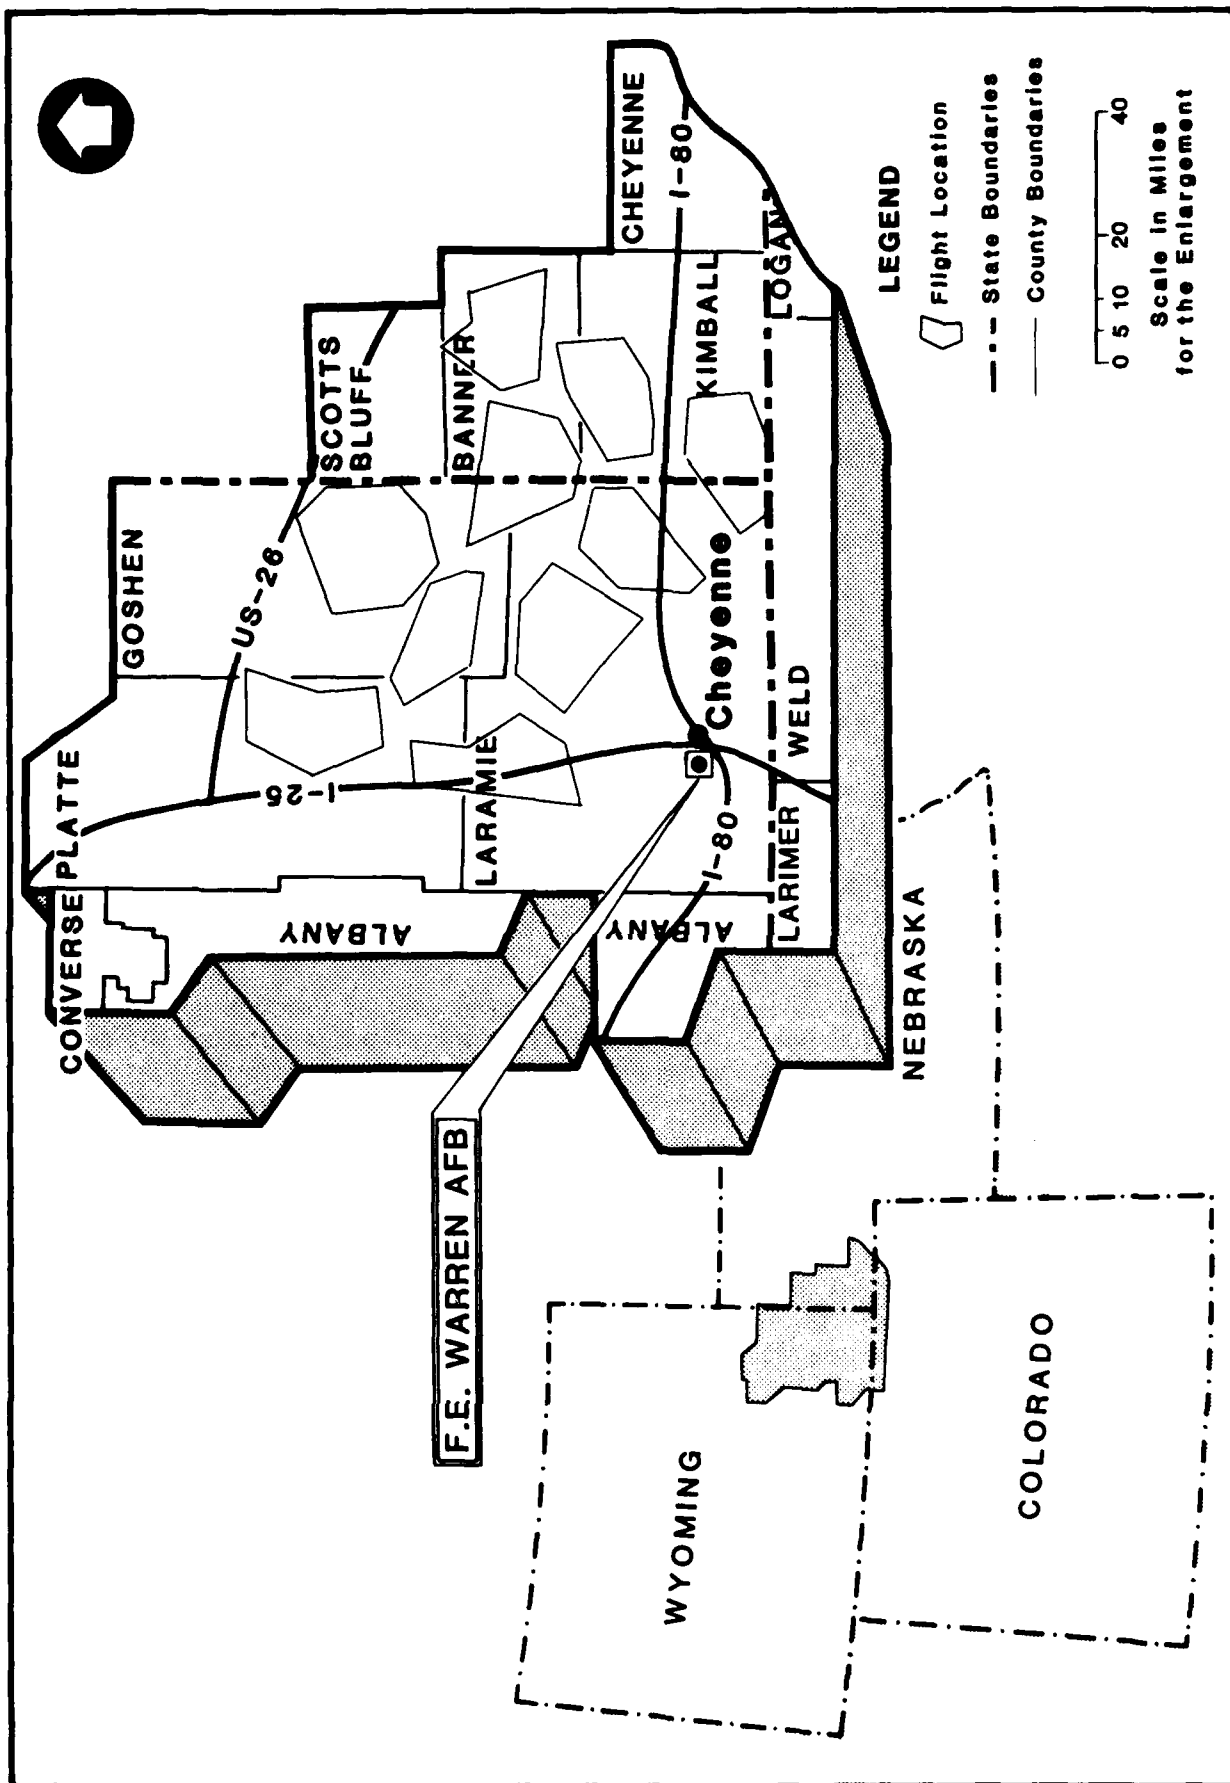 CONVERSE
PLATTE
GOSHEN
US-26
I-25
SCOTTS
BLUFF
ALBANY
LARAMIE
BANNER
CHEYENNE
F.E. WARREN AFB
ALBANY
I-80
Cheyenne
KIMBALL
I-80
LARIMER
WELD
LOGAN
WYOMING
NEBRASKA
COLORADO
LEGEND
Flight Location
State Boundaries
County Boundaries
0 5 10 20 40
Scale in Miles
for the Enlargement